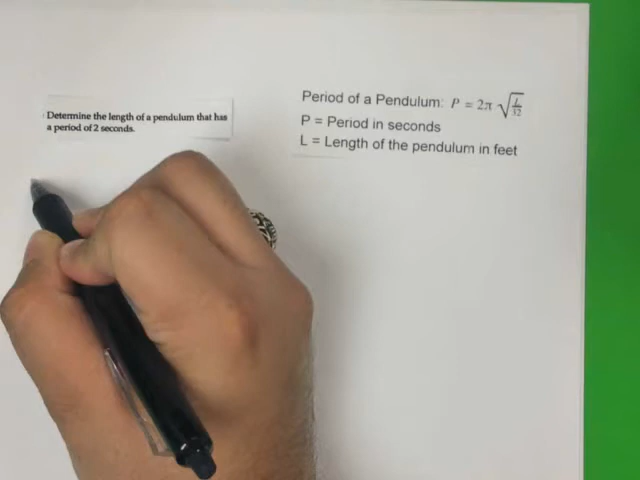 Determine the length of a pendulum that has
a period of 2 seconds.
Period of a Pendulum: P = 2π √(L/32)
P = Period in seconds
L = Length of the pendulum in feet